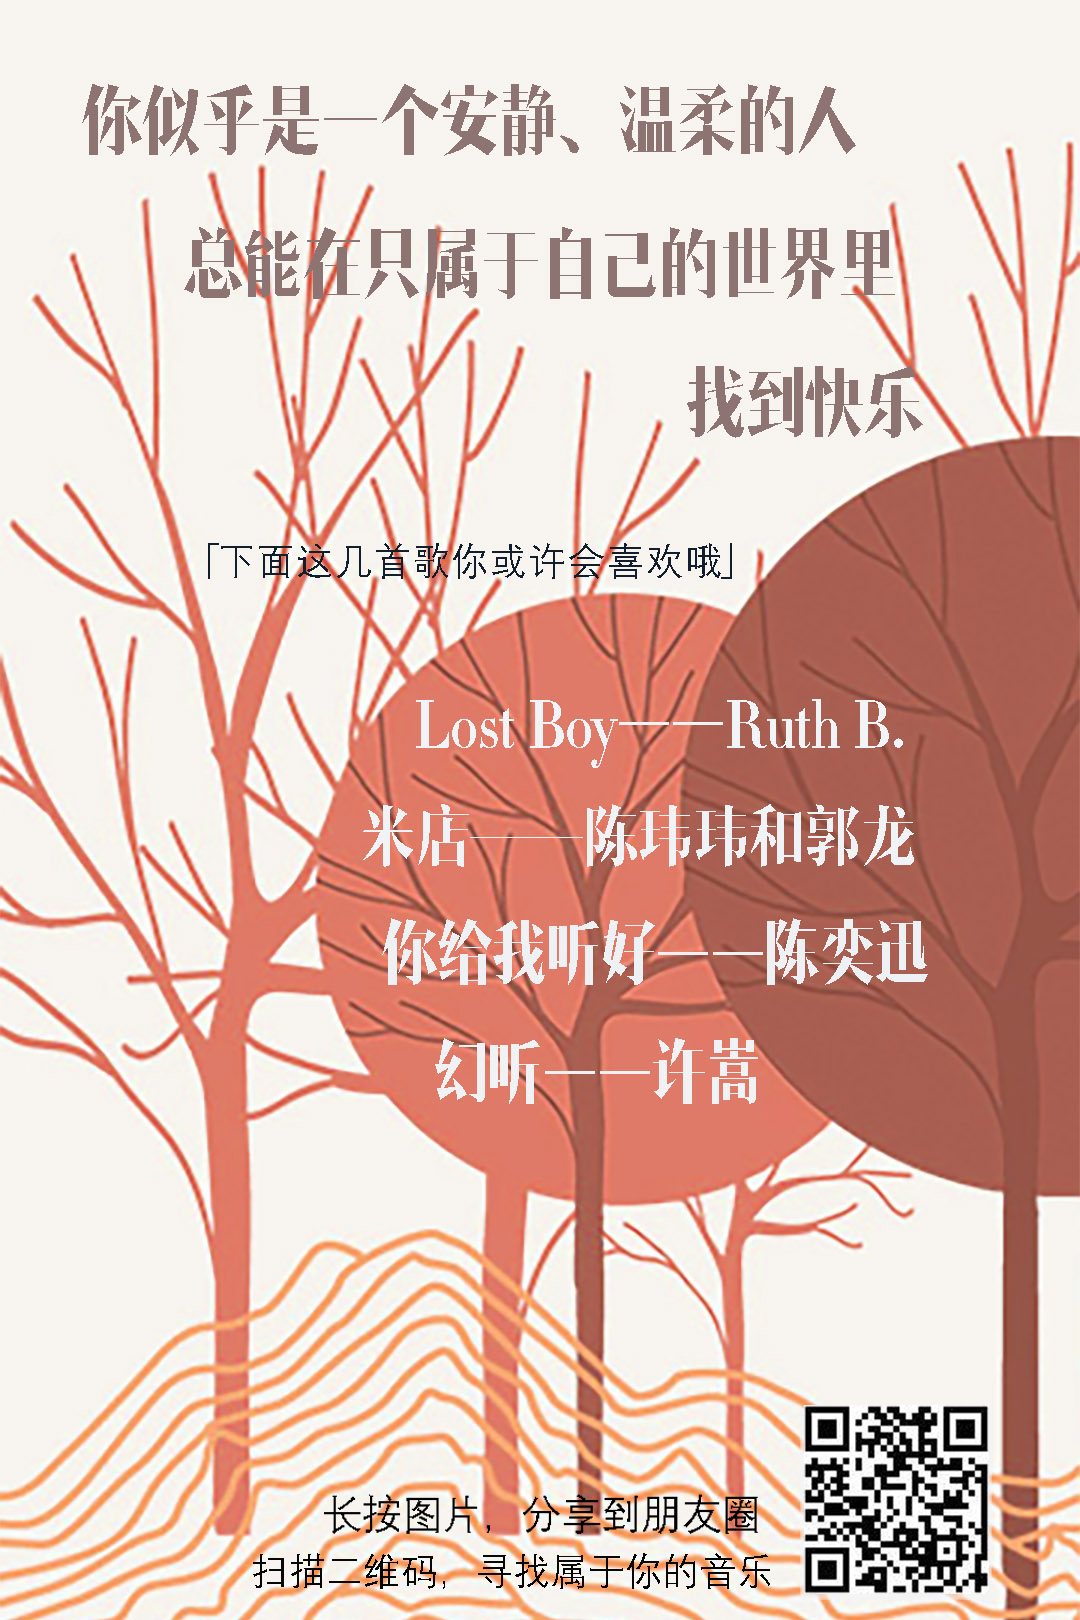 你似乎是一个安静、温柔的人
总能在只属于自己的世界里
找到快乐
「下面这几首歌你或许会喜欢哦」
Lost Boy——Ruth B.
米店——陈玮玮和郭龙
你给我听好——陈奕迅
幻听——许嵩
长按图片，分享到朋友圈
扫描二维码，寻找属于你的音乐